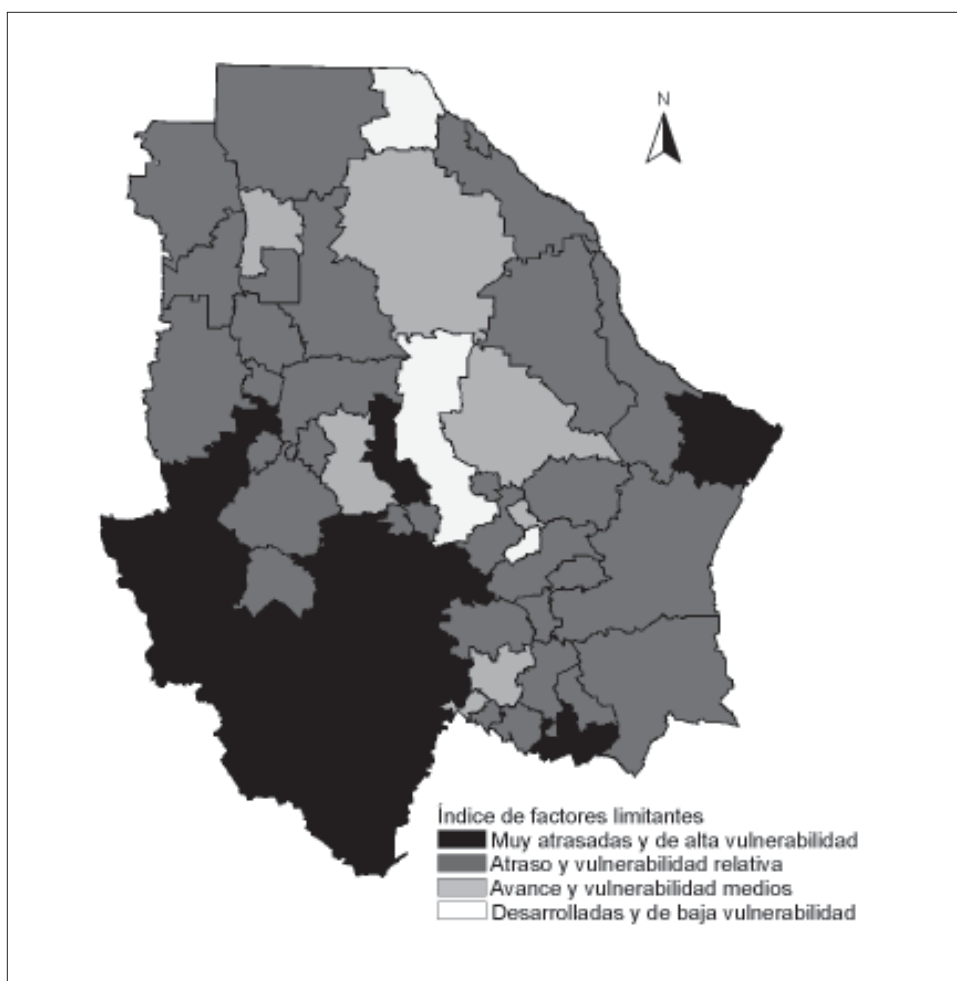 N
Índice de factores limitantes
Muy atrasadas y de alta vulnerabilidad
Atraso y vulnerabilidad relativa
Avance y vulnerabilidad medios
Desarrolladas y de baja vulnerabilidad